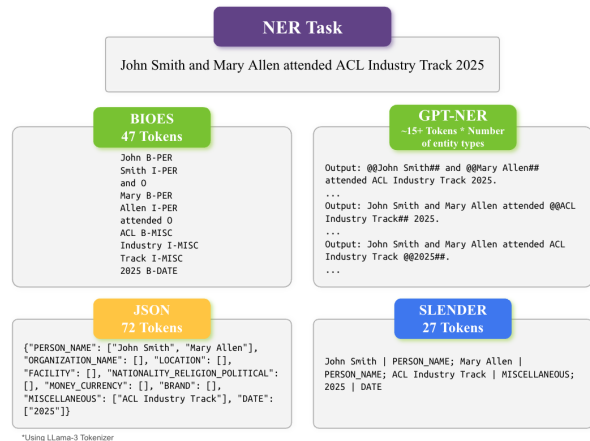 NER Task
John Smith and Mary Allen attended ACL Industry Track 2025
BIOES
47 Tokens
John B-PER
Smith I-PER
and O
Mary B-PER
Allen I-PER
attended O
ACL B-MISC
Industry I-MISC
Track I-MISC
2025 B-DATE
GPT-NER
~15+ Tokens * Number
of entity types
Output: @@John Smith## and @@Mary Allen##
attended ACL Industry Track 2025.
...
Output: John Smith and Mary Allen attended @@ACL
Industry Track## 2025.
...
Output: John Smith and Mary Allen attended ACL
Industry Track @@2025##.
...
JSON
72 Tokens
{"PERSON_NAME": ["John Smith", "Mary Allen"],
"ORGANIZATION_NAME": [], "LOCATION": [],
"FACILITY": [], "NATIONALITY_RELIGION_POLITICAL":
[], "MONEY_CURRENCY": [], "BRAND": [],
"MISCELLANEOUS": ["ACL Industry Track"], "DATE":
["2025"]}
SLENDER
27 Tokens
John Smith | PERSON_NAME; Mary Allen |
PERSON_NAME; ACL Industry Track | MISCELLANEOUS;
2025 | DATE
*Using LLama-3 Tokenizer